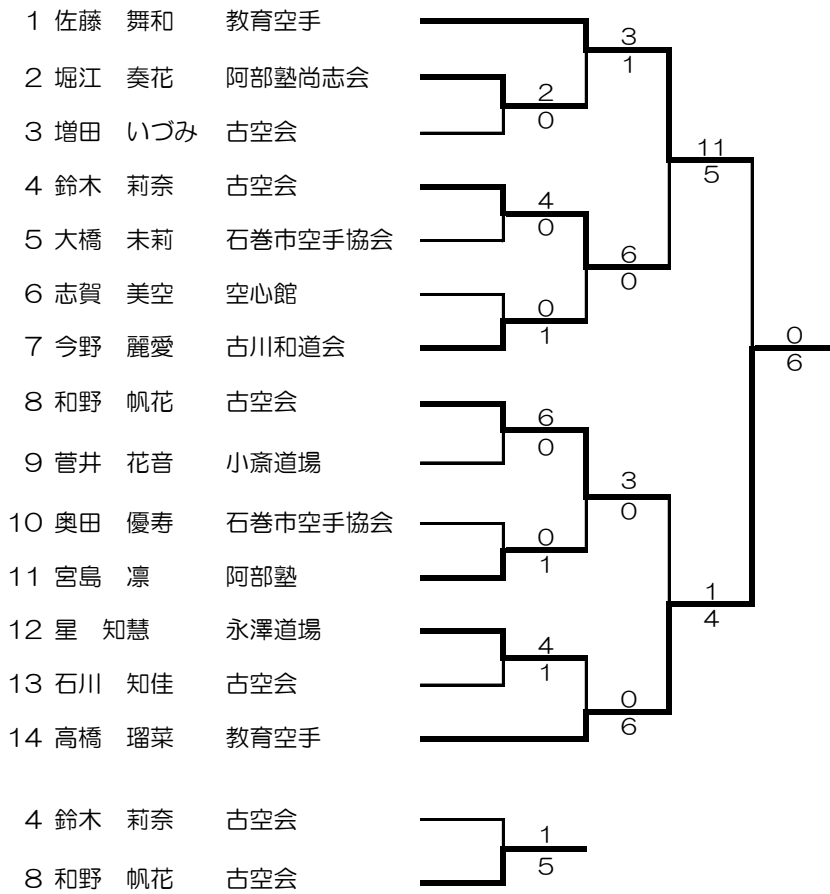 1 佐藤 舞和 教育空手
3
1
2 堀江 奏花 阿部塾尚志会
2
0
3 増田 いづみ 古空会
11
5
4 鈴木 莉奈 古空会
4
0
5 大橋 未莉 石巻市空手協会
6
0
6 志賀 美空 空心館
0
1
7 今野 麗愛 古川和道会
0
6
8 和野 帆花 古空会
6
0
9 菅井 花音 小斎道場
3
0
10 奥田 優寿 石巻市空手協会
0
1
11 宮島 凛 阿部塾
1
4
12 星 知慧 永澤道場
4
1
13 石川 知佳 古空会
0
6
14 高橋 瑠菜 教育空手
4 鈴木 莉奈 古空会
1
5
8 和野 帆花 古空会